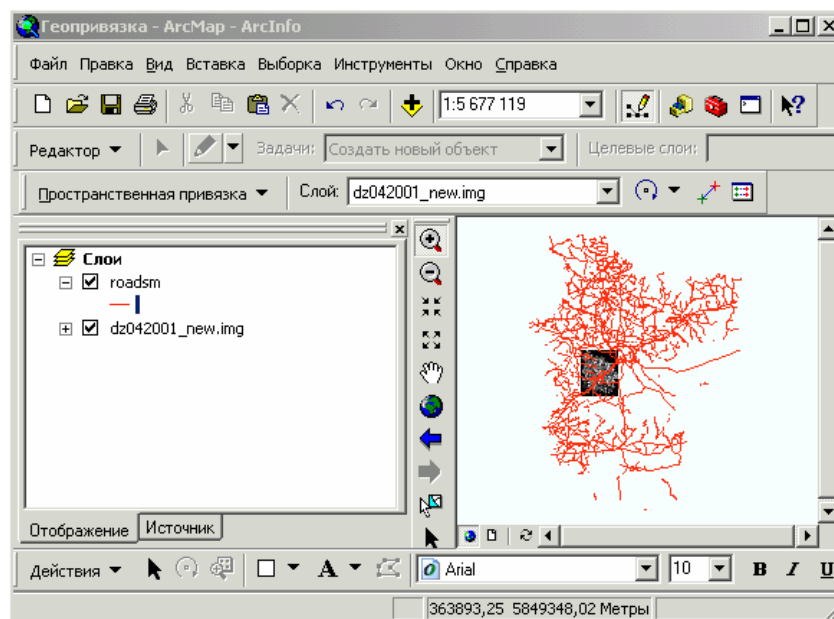 Геопривязка - ArcMap - ArcInfo
Файл Правка Вид Вставка Выборка Инструменты Окно Справка
1:5 677 119
Редактор Задачи: Создать новый объект Целевые слои:
Пространственная привязка Слой: dz042001_new.img
Слои
roadsm
dz042001_new.img
Отображение Источник
Действия A Arial 10 B I U
363893,25 5849348,02 Метры